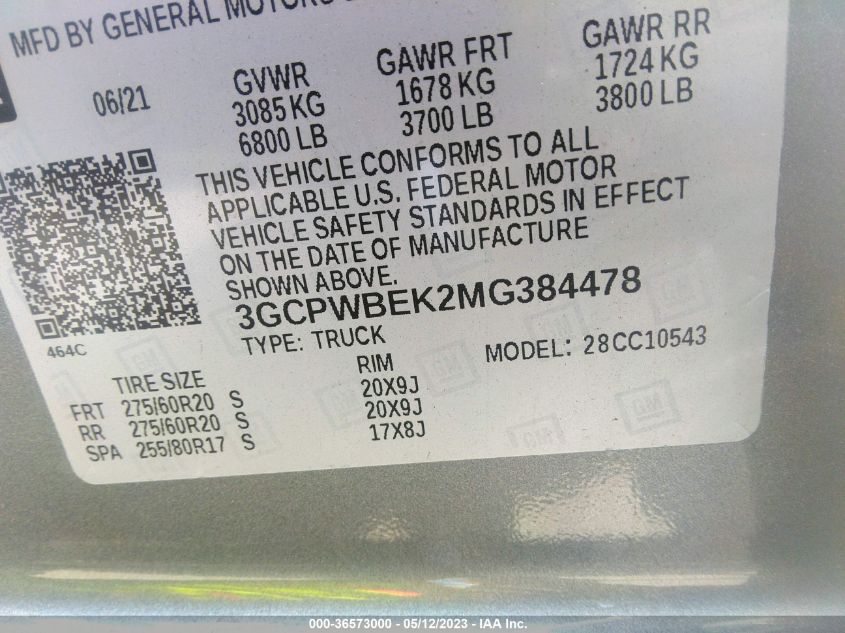 MFD BY GENERAL MOTORS
06/21
GVWR
3085 KG
6800 LB
GAWR FRT
1678 KG
3700 LB
GAWR RR
1724 KG
3800 LB
THIS VEHICLE CONFORMS TO ALL
APPLICABLE U.S. FEDERAL MOTOR
VEHICLE SAFETY STANDARDS IN EFFECT
ON THE DATE OF MANUFACTURE
SHOWN ABOVE.
3GCPWBEK2MG384478
464C
TYPE: TRUCK
MODEL: 28CC10543
TIRE SIZE RIM
FRT 275/60R20 S 20X9J
RR 275/60R20 S 20X9J
SPA 255/80R17 S 17X8J
GM
GM
000-36573000 - 05/12/2023 - IAA Inc.